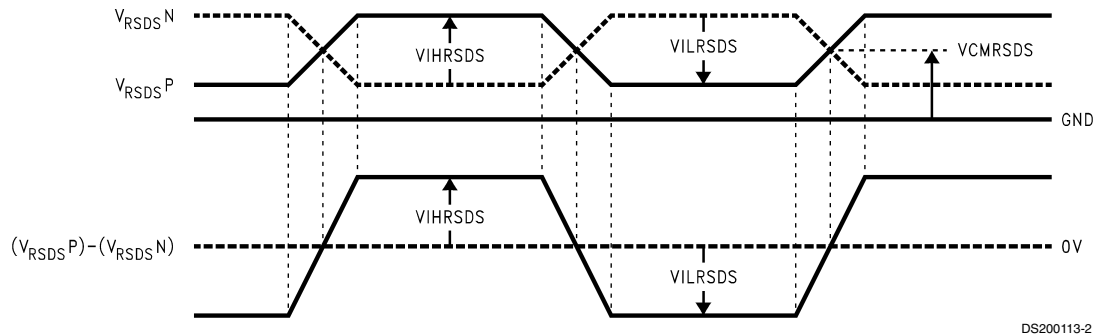 VRSDSN
VIHRSDS
VILRSDS
VCMRSDS
VRSDSP
GND
VIHRSDS
(VRSDSP)-(VRSDSN)
0V
VILRSDS
DS200113-2